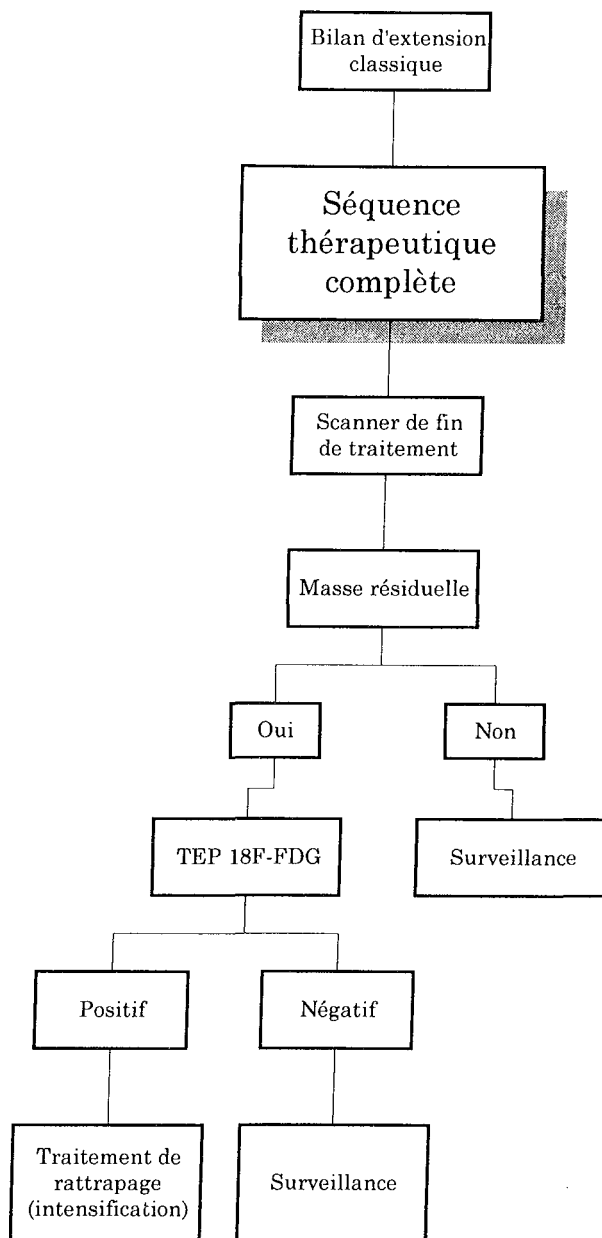 Bilan d'extension
classique
Séquence
thérapeutique
complète
Scanner de fin
de traitement
Masse résiduelle
Oui
Non
TEP 18F-FDG
Surveillance
Positif
Négatif
Traitement de
rattrapage
(intensification)
Surveillance